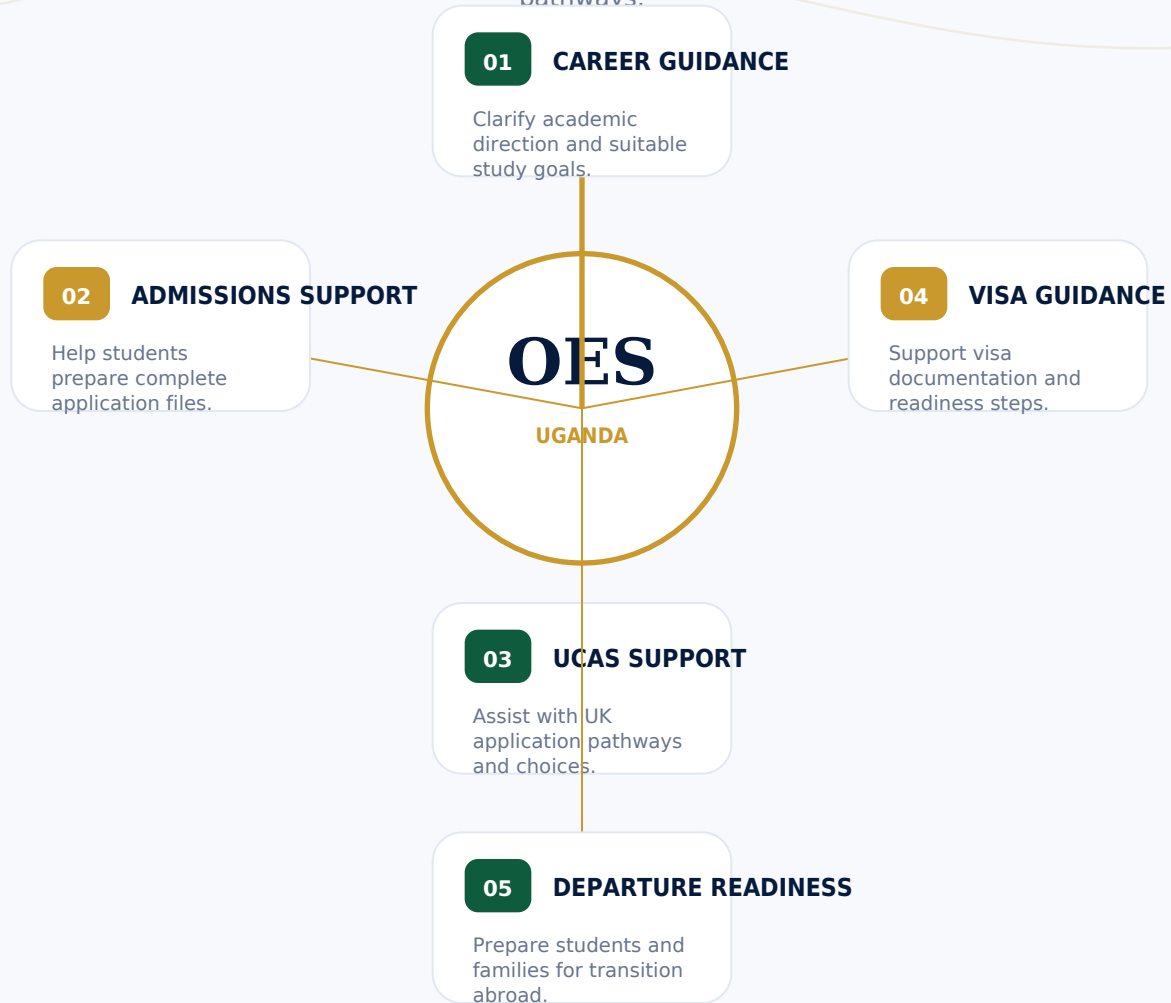 pathways.
01 CAREER GUIDANCE
Clarify academic
direction and suitable
study goals.
02 ADMISSIONS SUPPORT
Help students
prepare complete
application files.
OES
UGANDA
04 VISA GUIDANCE
Support visa
documentation and
readiness steps.
03 UCAS SUPPORT
Assist with UK
application pathways
and choices.
05 DEPARTURE READINESS
Prepare students and
families for transition
abroad.